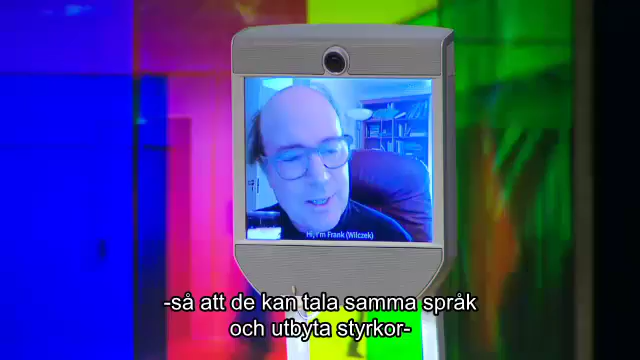 Hi, I'm Frank (Wilczek)
-så att de kan tala samma språk
och utbyta styrkor-